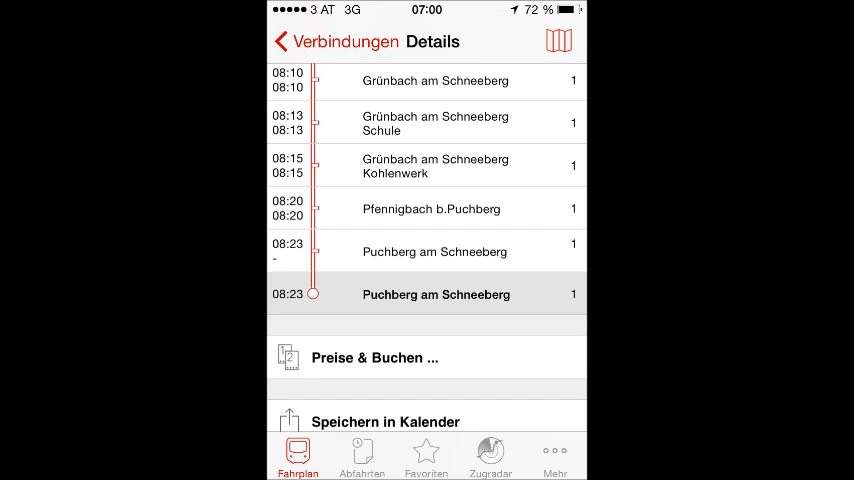 3 AT 3G 07:00 72 %
Verbindungen Details
08:10
08:10
Grünbach am Schneeberg 1
08:13
08:13
Grünbach am Schneeberg
Schule 1
08:15
08:15
Grünbach am Schneeberg
Kohlenwerk 1
08:20
08:20
Pfennigbach b.Puchberg 1
08:23
-
Puchberg am Schneeberg 1
08:23 Puchberg am Schneeberg 1
1
2
Preise & Buchen ...
Speichern in Kalender
Fahrplan Abfahrten Favoriten Zugradar Mehr